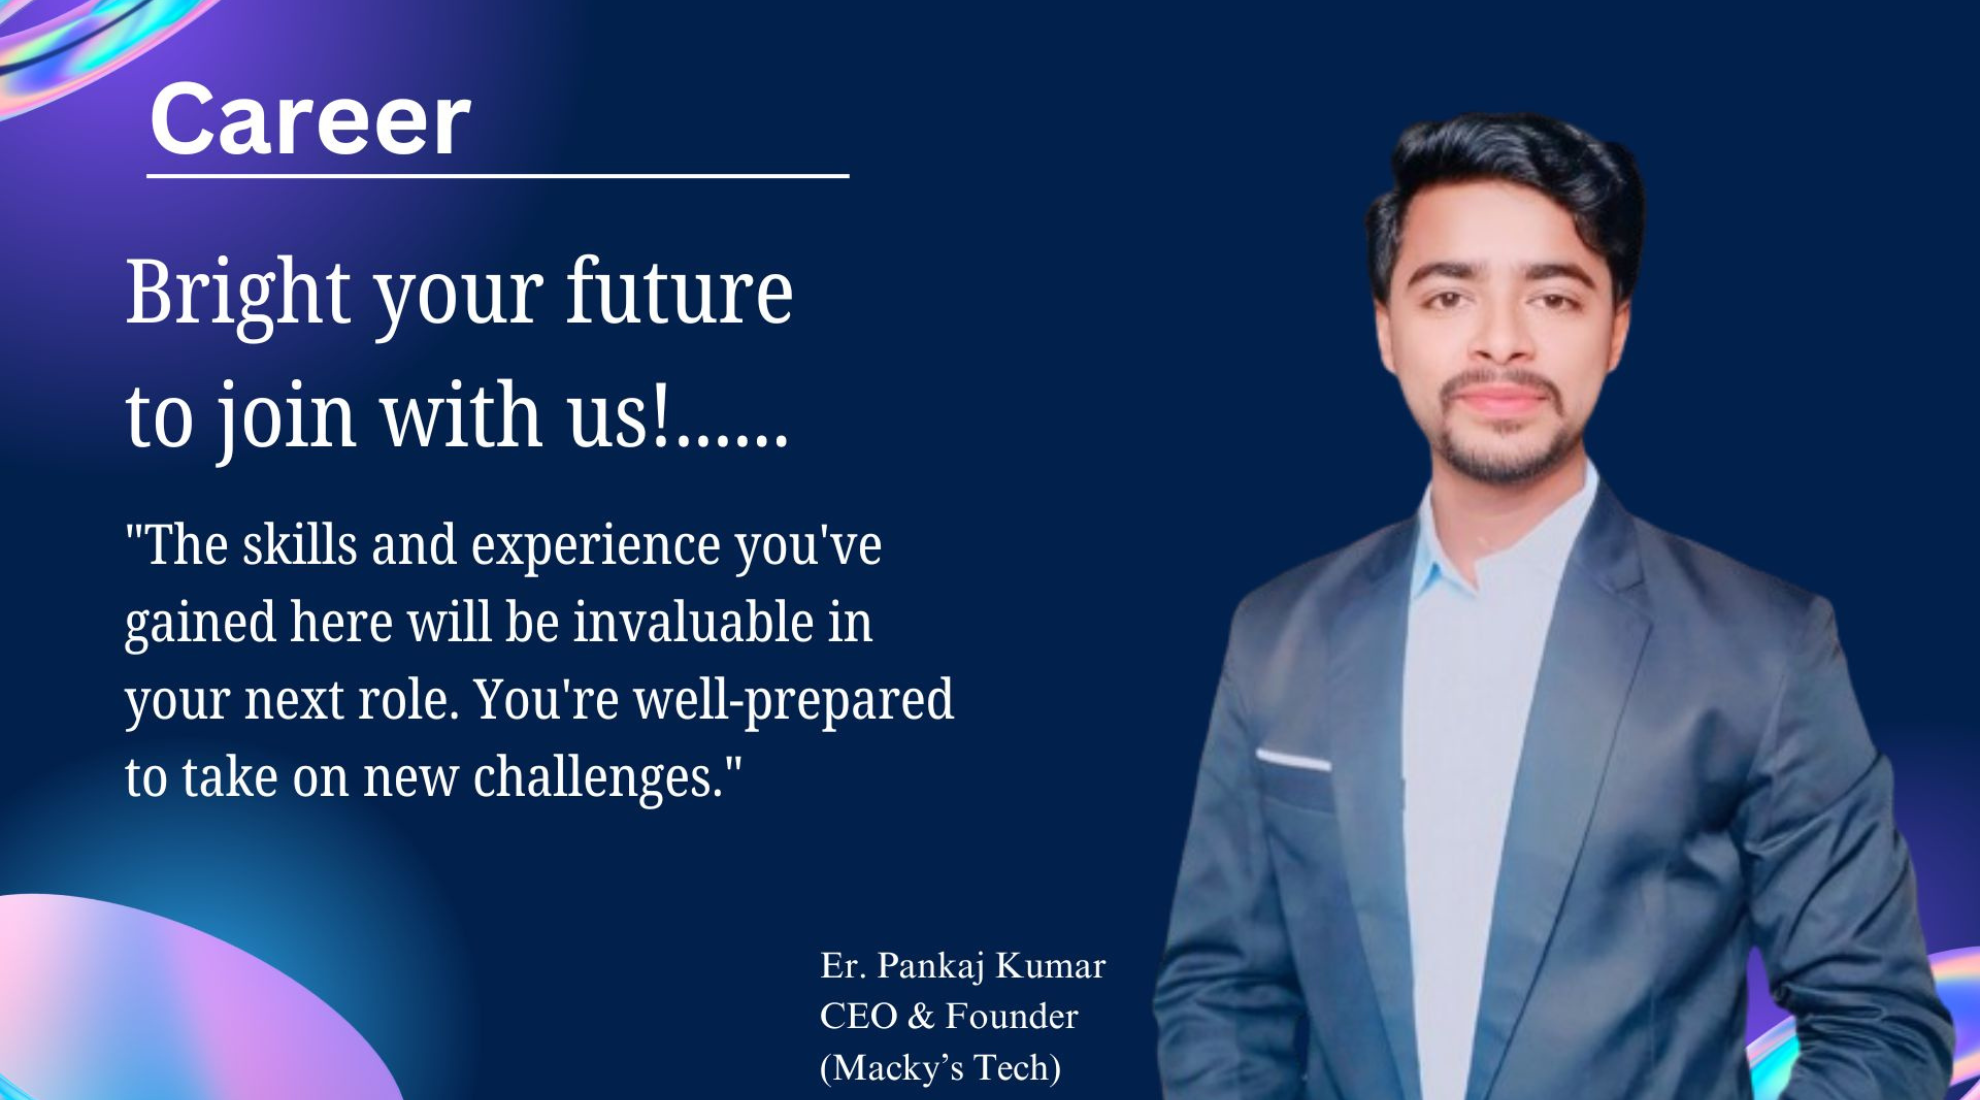 Career
Bright your future
to join with us!......
"The skills and experience you've
gained here will be invaluable in
your next role. You're well-prepared
to take on new challenges."
Er. Pankaj Kumar
CEO & Founder
(Macky’s Tech)